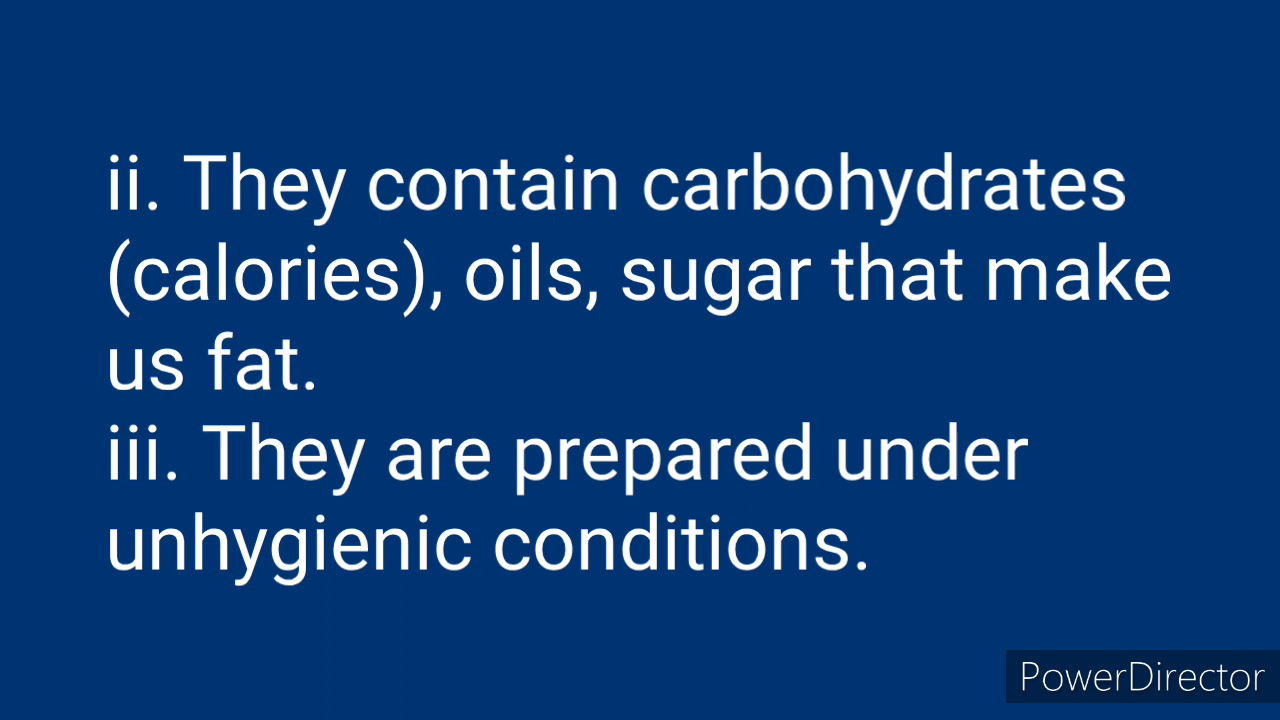 ii. They contain carbohydrates
(calories), oils, sugar that make
us fat.
iii. They are prepared under
unhygienic conditions.
PowerDirector